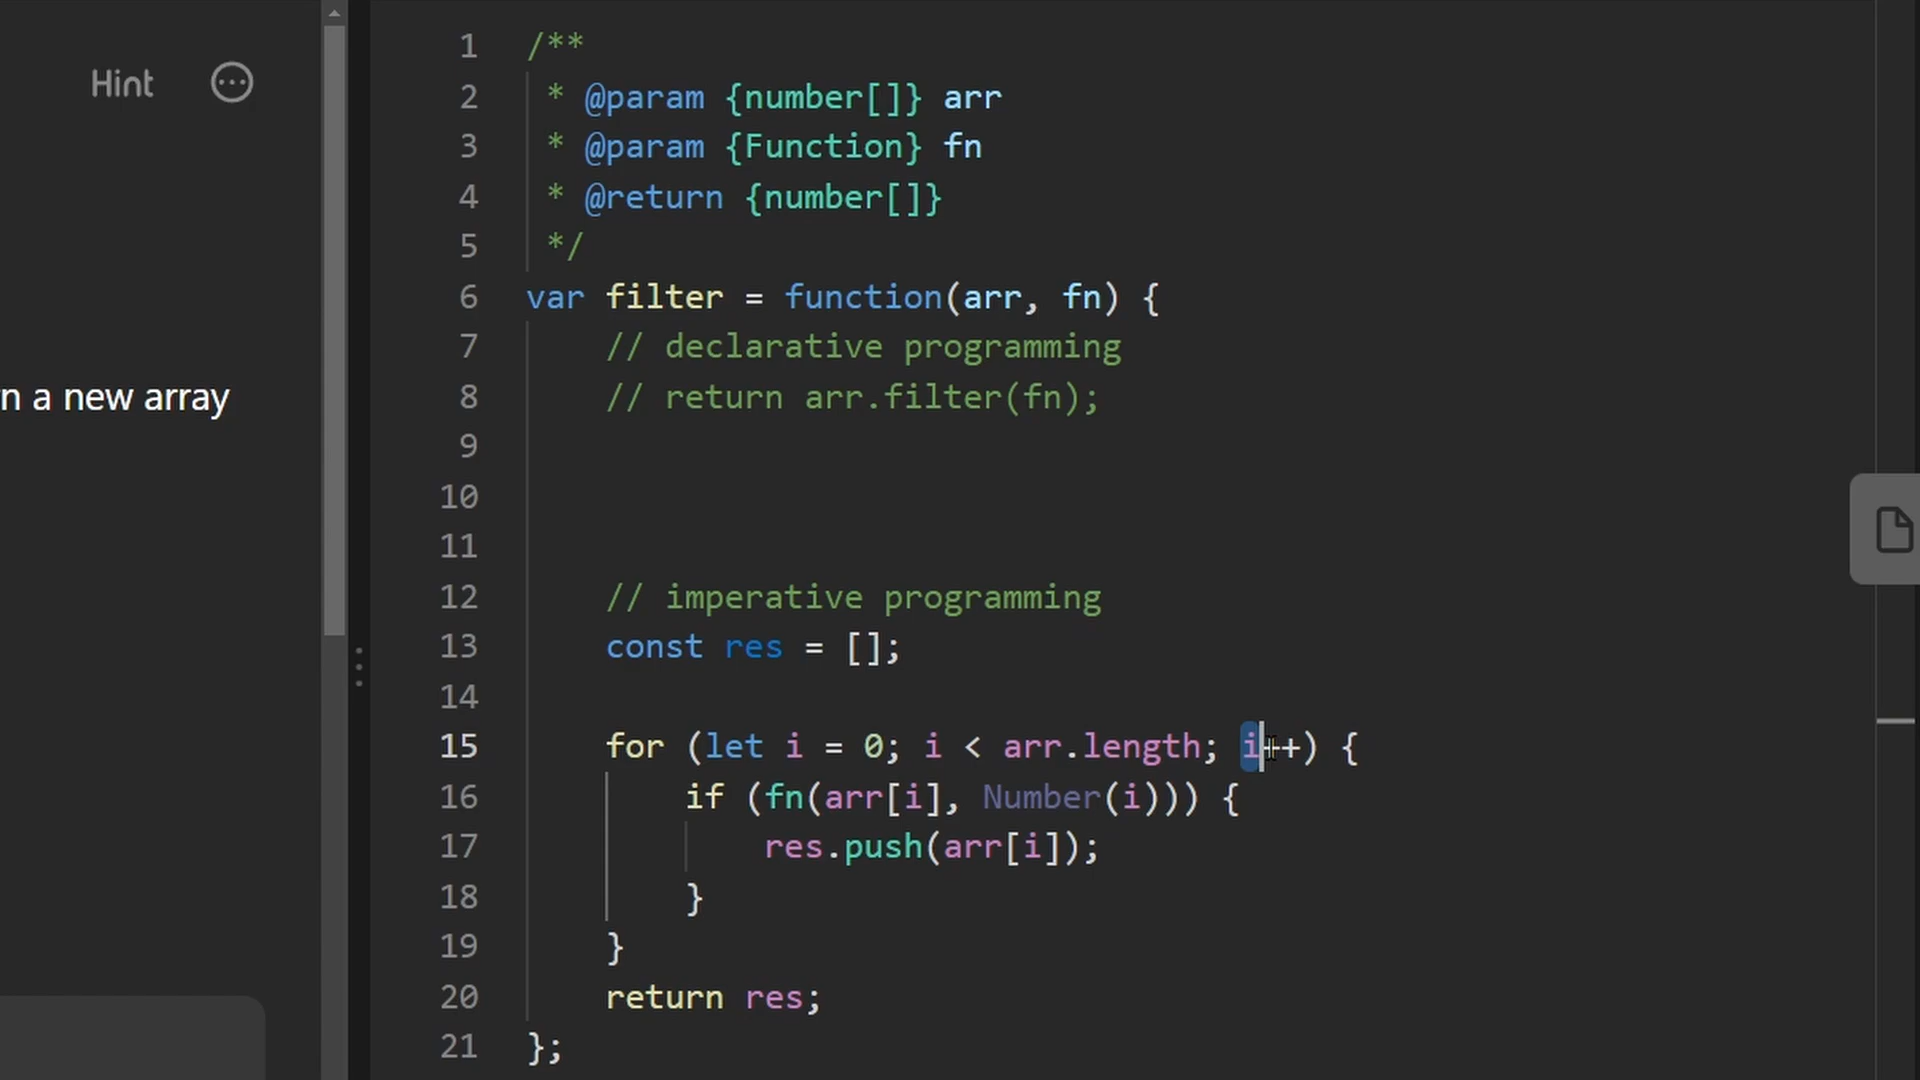 Hint
n a new array
1 /**
2 * @param {number[]} arr
3 * @param {Function} fn
4 * @return {number[]}
5 */
6 var filter = function(arr, fn) {
7 // declarative programming
8 // return arr.filter(fn);
9
10
11
12 // imperative programming
13 const res = [];
14
15 for (let i = 0; i < arr.length; i++) {
16 if (fn(arr[i], Number(i))) {
17 res.push(arr[i]);
18 }
19 }
20 return res;
21 };